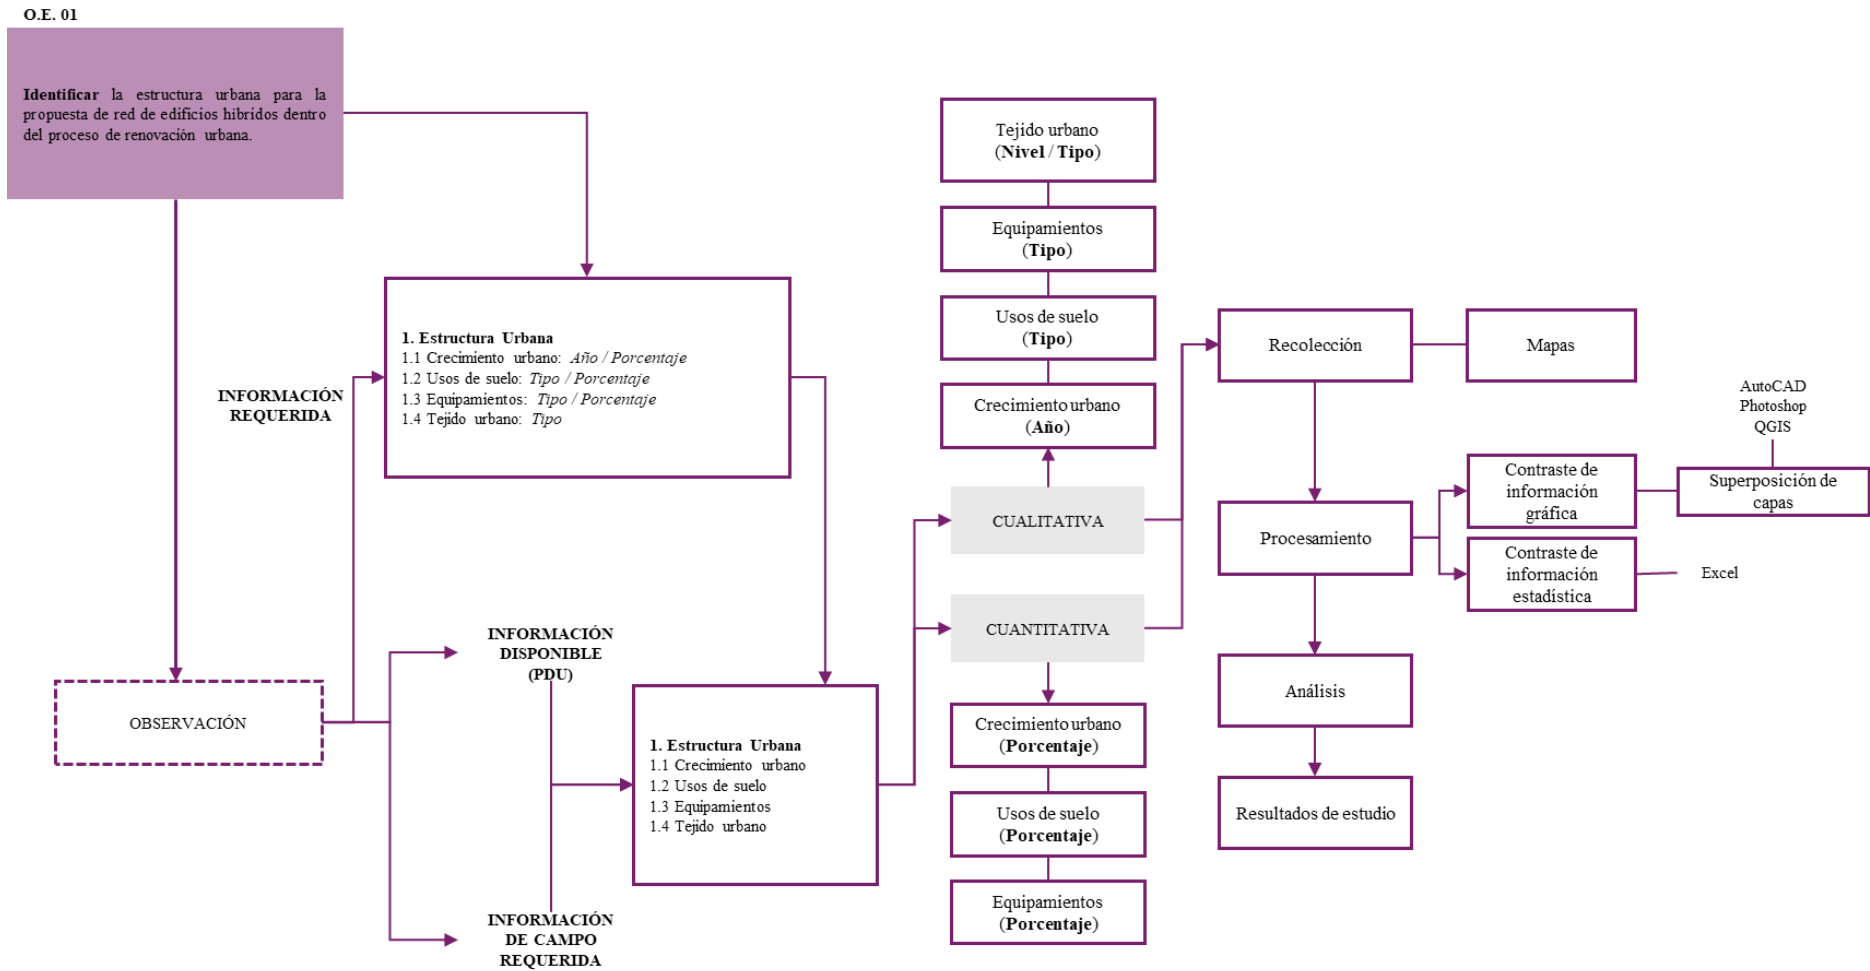 O.E. 01
Identificar la estructura urbana para la
propuesta de red de edificios híbridos dentro
del proceso de renovación urbana.
INFORMACIÓN
REQUERIDA
1. Estructura Urbana
1.1 Crecimiento urbano: Año / Porcentaje
1.2 Usos de suelo: Tipo / Porcentaje
1.3 Equipamientos: Tipo / Porcentaje
1.4 Tejido urbano: Tipo
OBSERVACIÓN
INFORMACIÓN
DISPONIBLE
(PDU)
INFORMACIÓN
DE CAMPO
REQUERIDA
1. Estructura Urbana
1.1 Crecimiento urbano
1.2 Usos de suelo
1.3 Equipamientos
1.4 Tejido urbano
Tejido urbano
(Nivel / Tipo)
Equipamientos
(Tipo)
Usos de suelo
(Tipo)
Crecimiento urbano
(Año)
CUALITATIVA
CUANTITATIVA
Crecimiento urbano
(Porcentaje)
Usos de suelo
(Porcentaje)
Equipamientos
(Porcentaje)
Recolección
Mapas
Procesamiento
Contraste de
información
gráfica
AutoCAD
Photoshop
QGIS
Superposición de
capas
Contraste de
información
estadística
Excel
Análisis
Resultados de estudio